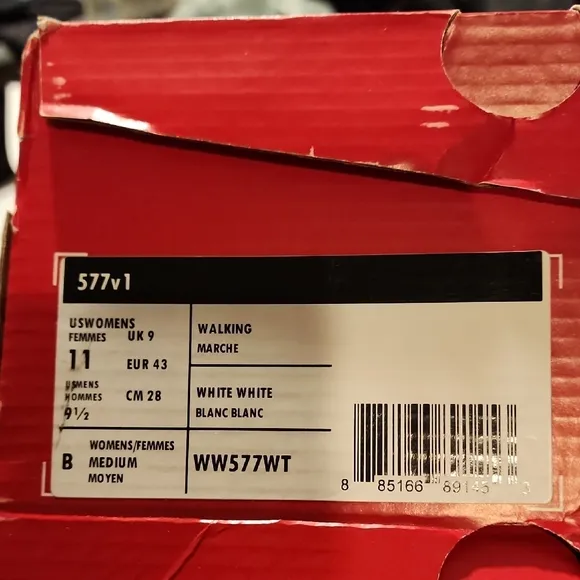 577v1
USWOMENS
FEMMES UK 9
11 EUR 43
USMENS
HOMMES CM 28
9½
WALKING
MARCHE
WHITE WHITE
BLANC BLANC
B WOMENS/FEMMES
MEDIUM
MOYEN
WW577WT
8 85166